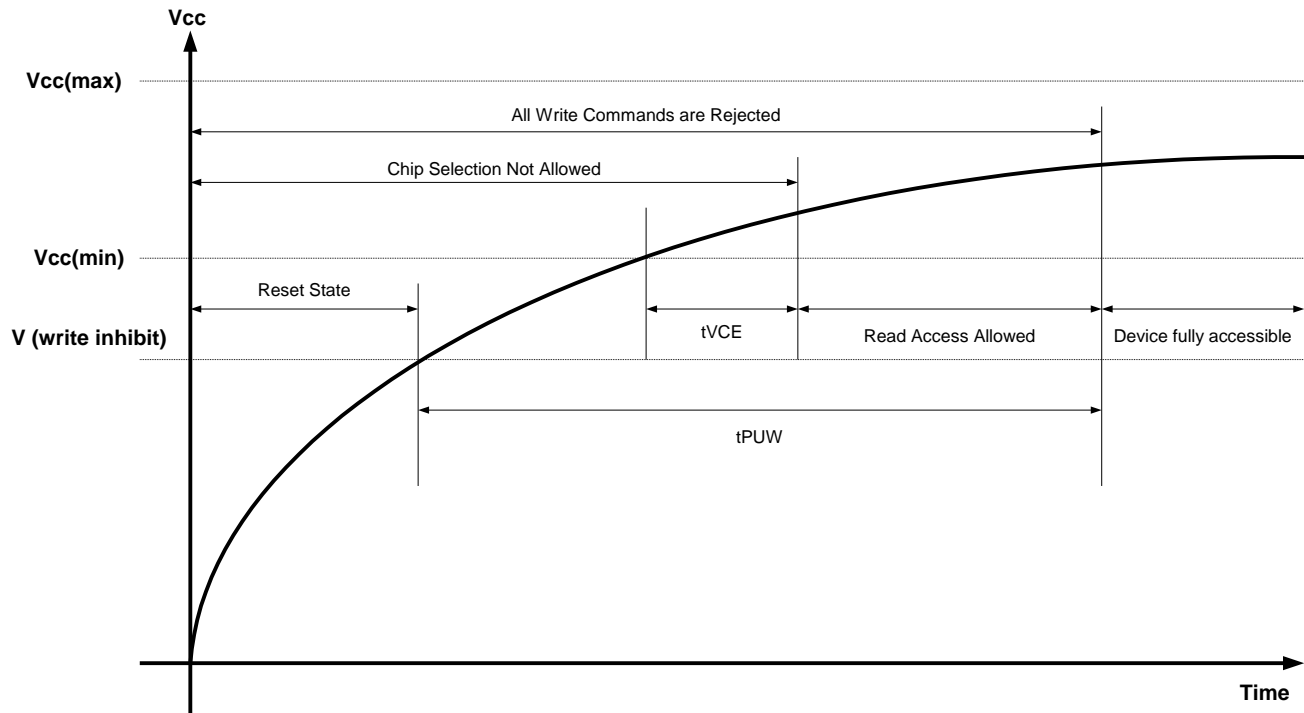 Vcc
Vcc(max)
All Write Commands are Rejected
Chip Selection Not Allowed
Vcc(min)
Reset State
V (write inhibit)
tVCE
Read Access Allowed
Device fully accessible
tPUW
Time